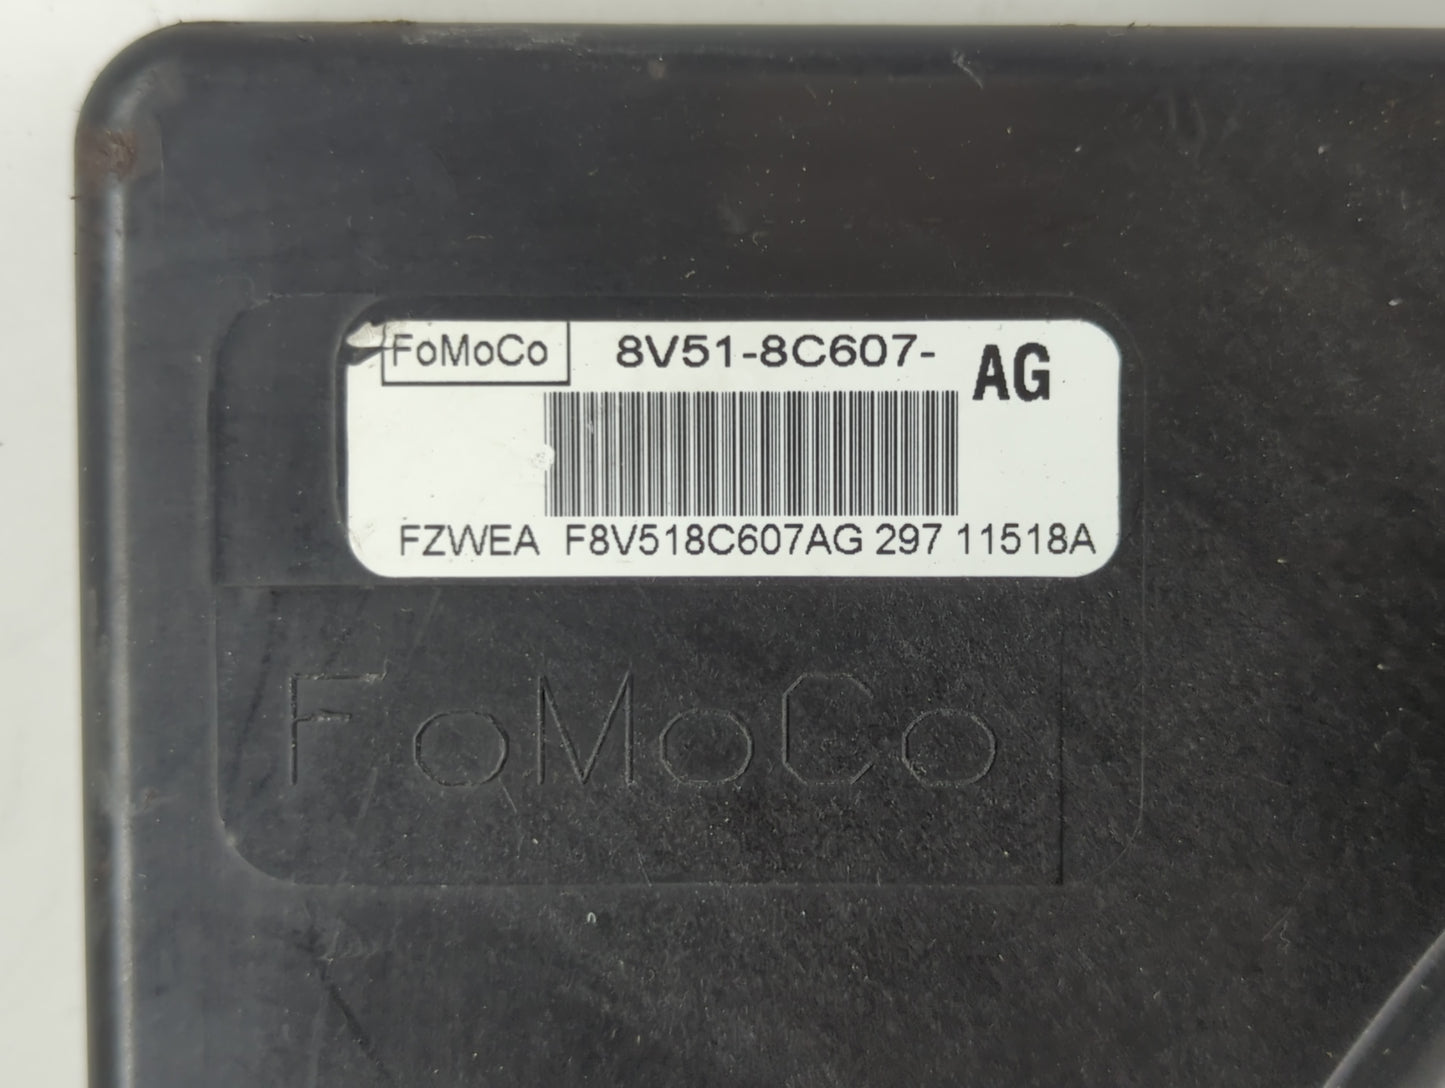 FoMoCo 8V51-8C607- AG
FZWEA F8V518C607AG 297 11518A
FoMoCo